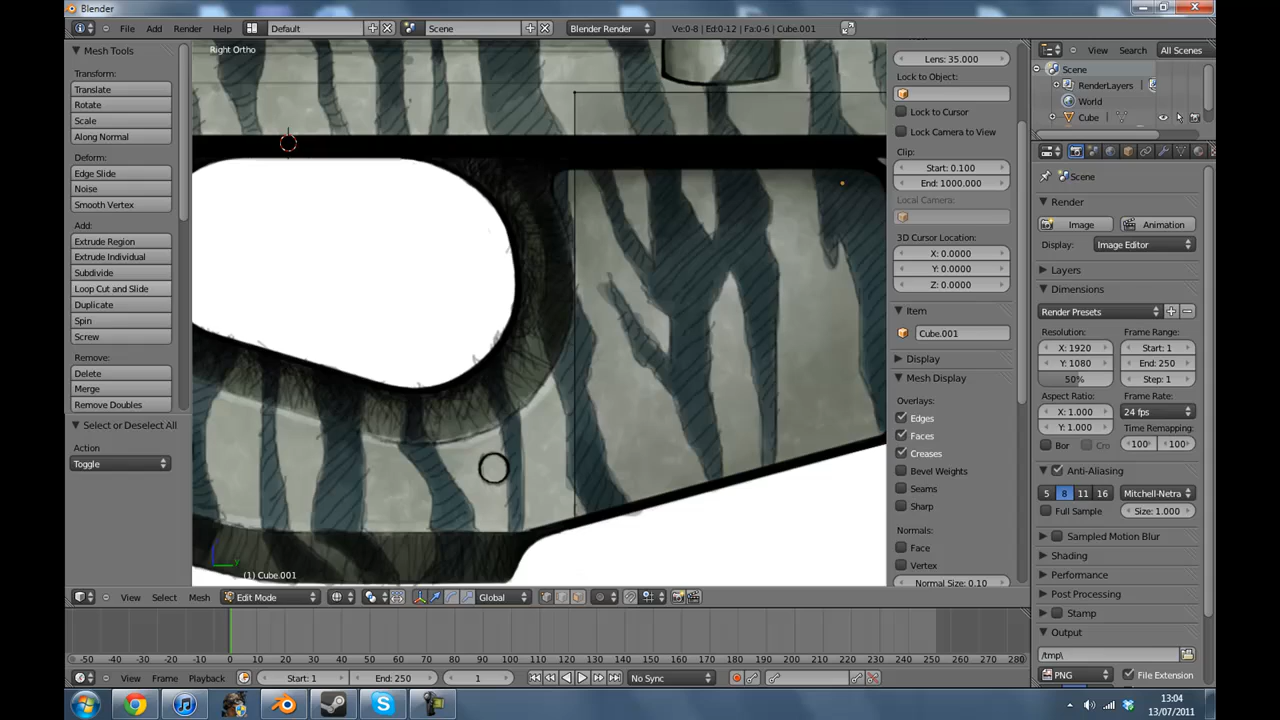 Blender
File Add Render Help Default Scene Blender Render Ve:0-8 | Ed:0-12 | Fa:0-6 | Cube.001
View Search All Scenes
Mesh Tools
Transform:
Translate
Rotate
Scale
Along Normal
Deform:
Edge Slide
Noise
Smooth Vertex
Add:
Extrude Region
Extrude Individual
Subdivide
Loop Cut and Slide
Duplicate
Spin
Screw
Remove:
Delete
Merge
Remove Doubles
Select or Deselect All
Action
Toggle
Right Ortho
(1) Cube.001
Lens: 35.000
Lock to Object:
Lock to Cursor
Lock Camera to View
Clip:
Start: 0.100
End: 1000.000
Local Camera:
3D Cursor Location:
X: 0.0000
Y: 0.0000
Z: 0.0000
Item
Cube.001
Display
Mesh Display
Overlays:
Edges
Faces
Creases
Bevel Weights
Seams
Sharp
Normals:
Face
Vertex
Normal Size: 0.10
Scene
RenderLayers
World
Cube
Scene
Render
Image Animation
Display: Image Editor
Layers
Dimensions
Render Presets
Resolution: Frame Range:
X: 1920 Start: 1
Y: 1080 End: 250
50% Step: 1
Aspect Ratio: Frame Rate:
X: 1.000 24 fps
Y: 1.000 Time Remapping:
Bor Cro 100 100
Anti-Aliasing
5 8 11 16 Mitchell-Netra
Full Sample Size: 1.000
Sampled Motion Blur
Shading
Performance
Post Processing
Stamp
Output
/tmp\
PNG File Extension
View Select Mesh Edit Mode Global
-50 -40 -30 -20 -10 0 10 20 30 40 50 60 70 80 90 100 110 120 130 140 150 160 170 180 190 200 210 220 230 240 250 260 270 280
View Frame Playback Start: 1 End: 250 1 No Sync
13:04
13/07/2011